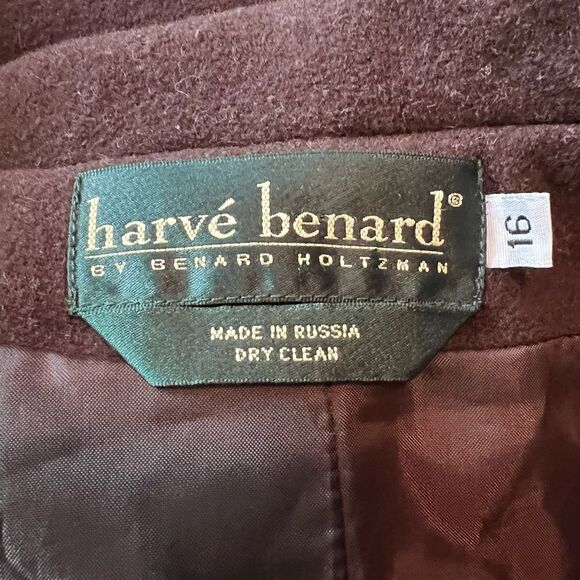 harvé benard®
BY BENARD HOLTZMAN
MADE IN RUSSIA
DRY CLEAN
16